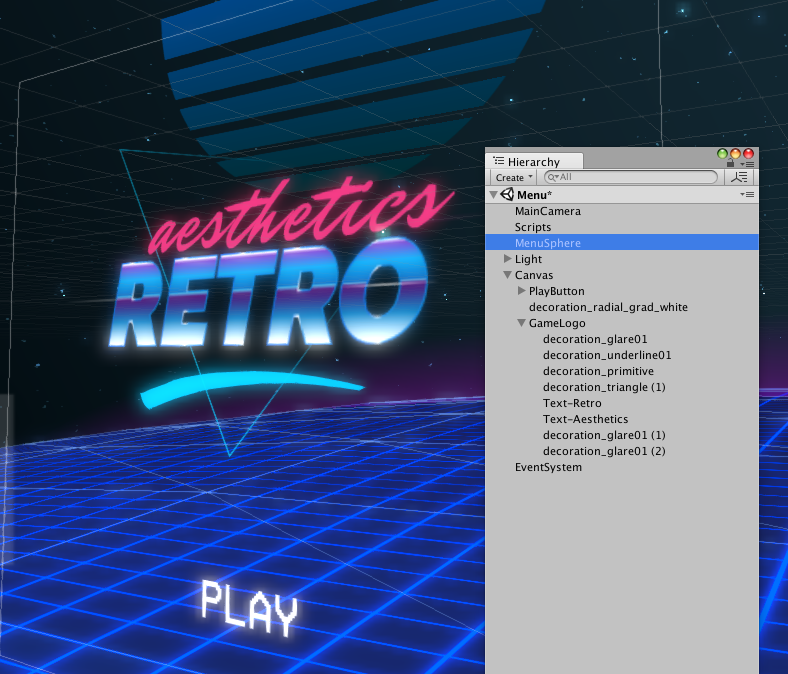 aesthetics
RETRO
PLAY
Hierarchy
Create
All
Menu*
MainCamera
Scripts
MenuSphere
Light
Canvas
PlayButton
decoration_radial_grad_white
GameLogo
decoration_glare01
decoration_underline01
decoration_primitive
decoration_triangle (1)
Text-Retro
Text-Aesthetics
decoration_glare01 (1)
decoration_glare01 (2)
EventSystem